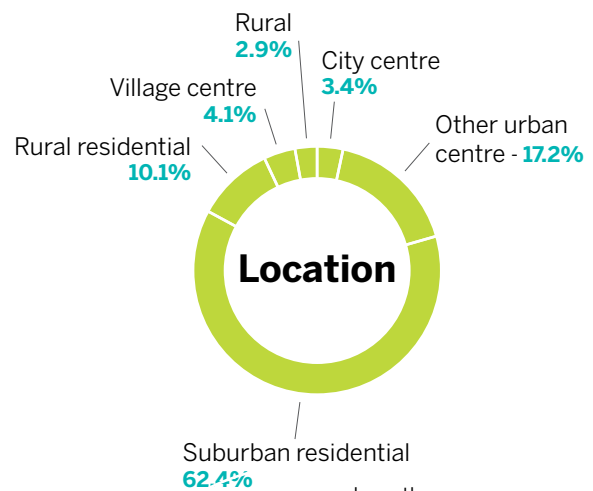 Rural
2.9%
City centre
3.4%
Village centre
4.1%
Other urban
centre - 17.2%
Rural residential
10.1%
Location
Suburban residential
62.4%